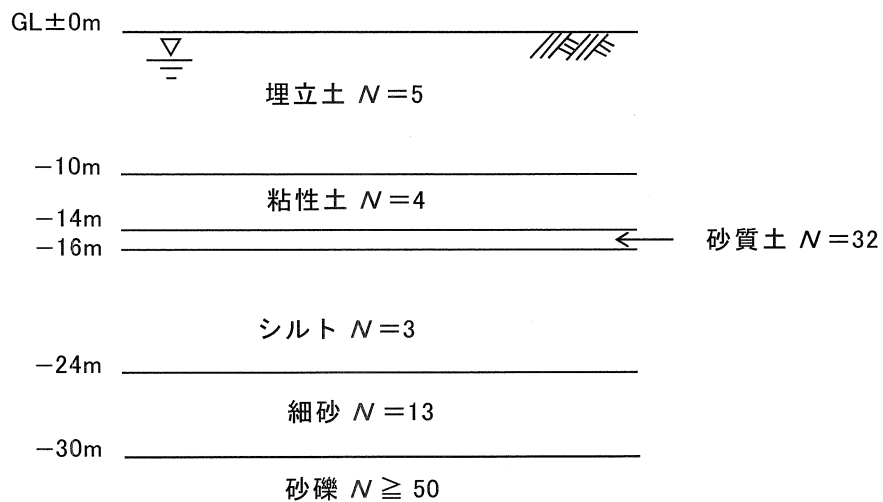 GL±0m
埋立土 N=5
-10m
粘性土 N=4
-14m
砂質土 N=32
-16m
シルト N=3
-24m
細砂 N=13
-30m
砂礫 N≧50